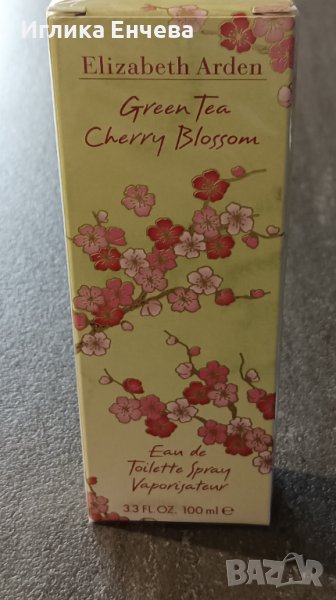 Иглика Енчева
Elizabeth Arden
Green Tea
Cherry Blossom
Eau de
Toilette Spray
Vaporisateur
3.3 FL.OZ. 100 ml ℮
BAZAR